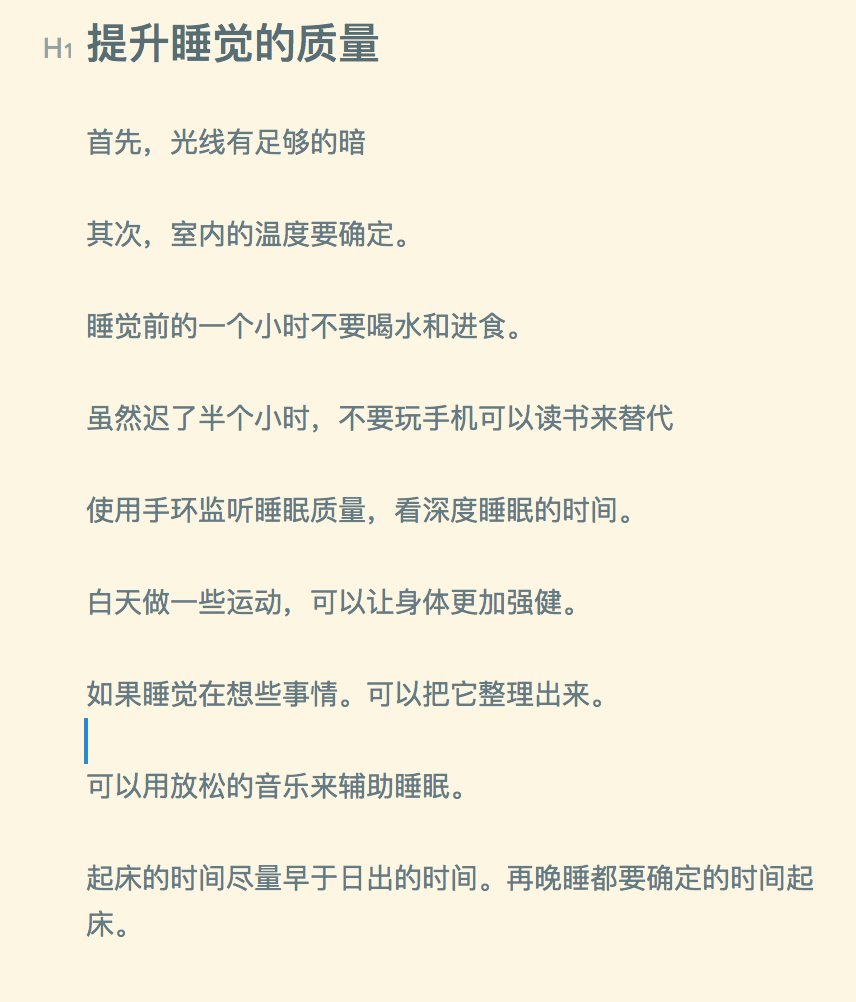 H1 提升睡觉的质量
首先，光线有足够的暗
其次，室内的温度要确定。
睡觉前的一个小时不要喝水和进食。
虽然迟了半个小时，不要玩手机可以读书来替代
使用手环监听睡眠质量，看深度睡眠的时间。
白天做一些运动，可以让身体更加强健。
如果睡觉在想些事情。可以把它整理出来。
可以用放松的音乐来辅助睡眠。
起床的时间尽量早于日出的时间。再晚睡都要确定的时间起
床。